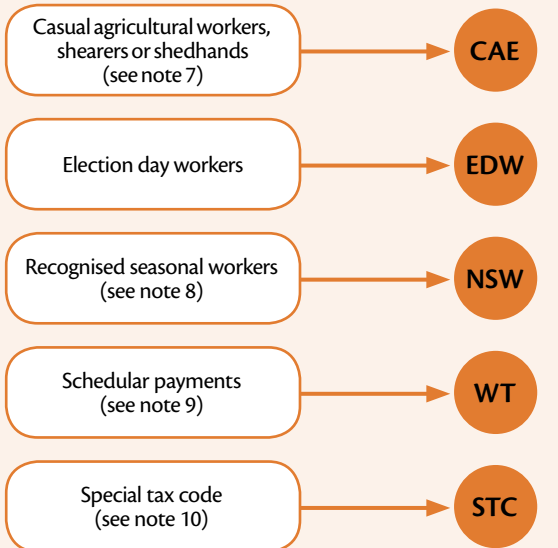 Casual agricultural workers,
shearers or shedhands
(see note 7)
CAE
Election day workers
EDW
Recognised seasonal workers
(see note 8)
NSW
Schedular payments
(see note 9)
WT
Special tax code
(see note 10)
STC